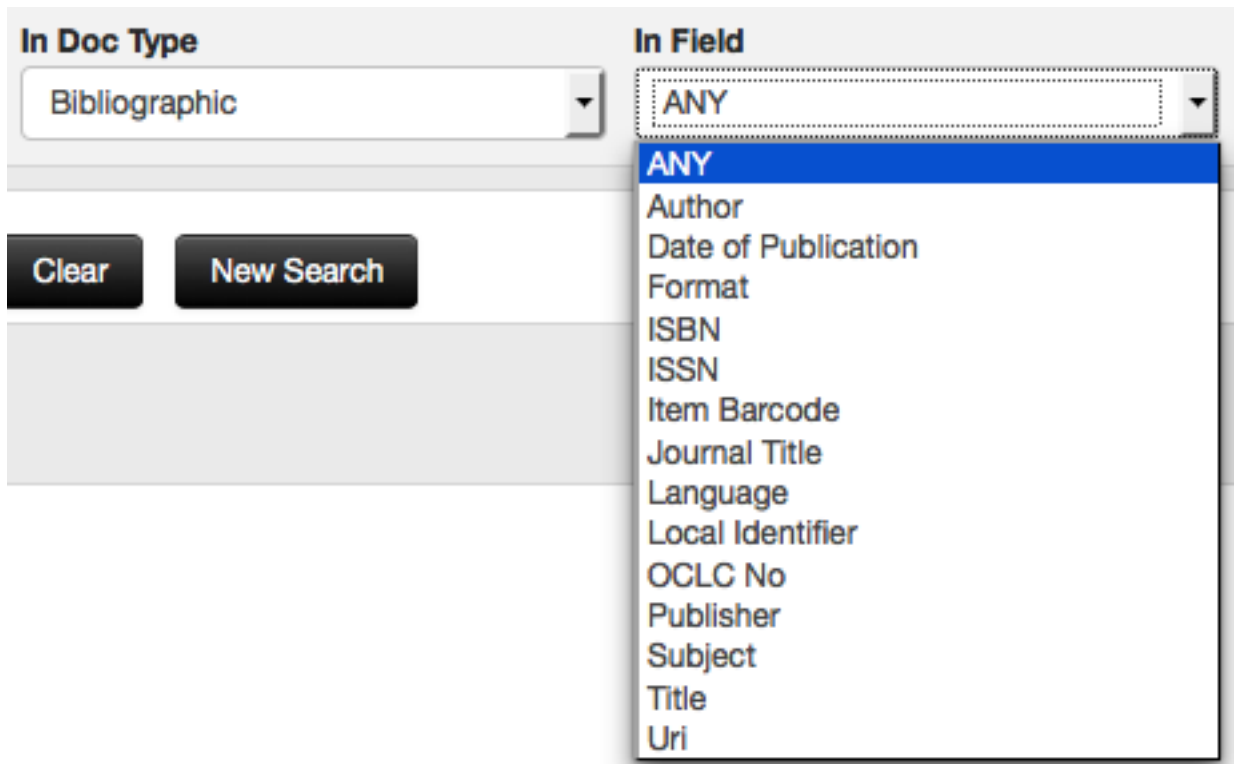 In Doc Type
In Field
Bibliographic
ANY
ANY
Author
Date of Publication
Format
ISBN
ISSN
Item Barcode
Journal Title
Language
Local Identifier
OCLC No
Publisher
Subject
Title
Uri
Clear
New Search